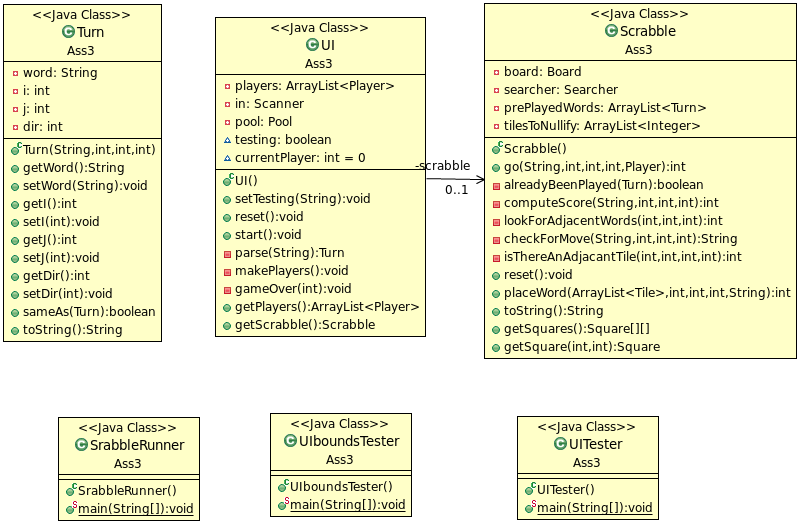 <<Java Class>>
Turn
Ass3
word: String
i: int
j: int
dir: int
Turn(String,int,int,int)
getWord():String
setWord(String):void
getI():int
setI(int):void
getJ():int
setJ(int):void
getDir():int
setDir(int):void
sameAs(Turn):boolean
toString():String
<<Java Class>>
UI
Ass3
players: ArrayList<Player>
in: Scanner
pool: Pool
testing: boolean
currentPlayer: int = 0
UI()
setTesting(String):void
reset():void
start():void
parse(String):Turn
makePlayers():void
gameOver(int):void
getPlayers():ArrayList<Player>
getScrabble():Scrabble
-scrabble
0..1
<<Java Class>>
Scrabble
Ass3
board: Board
searcher: Searcher
prePlayedWords: ArrayList<Turn>
tilesToNullify: ArrayList<Integer>
Scrabble()
go(String,int,int,int,Player):int
alreadyBeenPlayed(Turn):boolean
computeScore(String,int,int,int):int
lookForAdjacentWords(int,int,int):int
checkForMove(String,int,int,int):String
isThereAnAdjacantTile(int,int,int,int):int
reset():void
placeWord(ArrayList<Tile>,int,int,int,String):int
toString():String
getSquares():Square[][]
getSquare(int,int):Square
<<Java Class>>
SrabbleRunner
Ass3
SrabbleRunner()
main(String[]):void
<<Java Class>>
UIboundsTester
Ass3
UIboundsTester()
main(String[]):void
<<Java Class>>
UITester
Ass3
UITester()
main(String[]):void